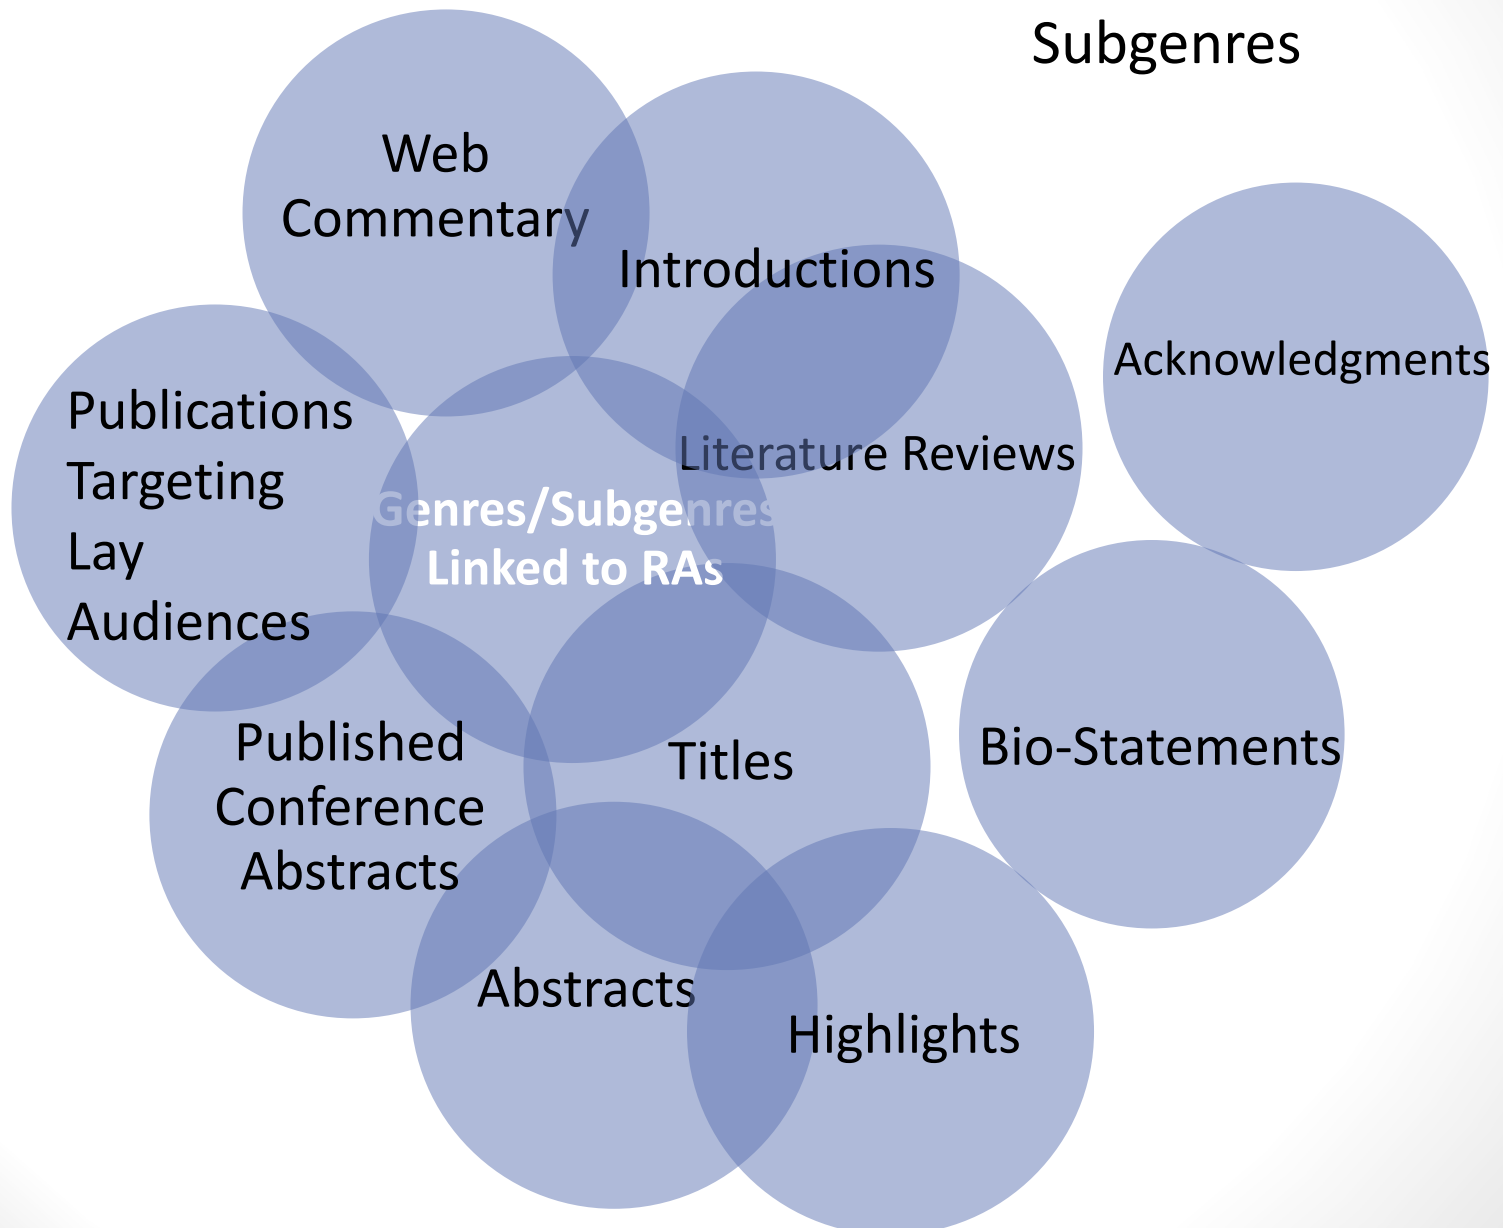 Subgenres
Web
Commentary
Introductions
Acknowledgments
Publications
Targeting
Lay
Audiences
Literature Reviews
Genres/Subgenres
Linked to RAs
Published
Conference
Abstracts
Titles
Bio-Statements
Abstracts
Highlights